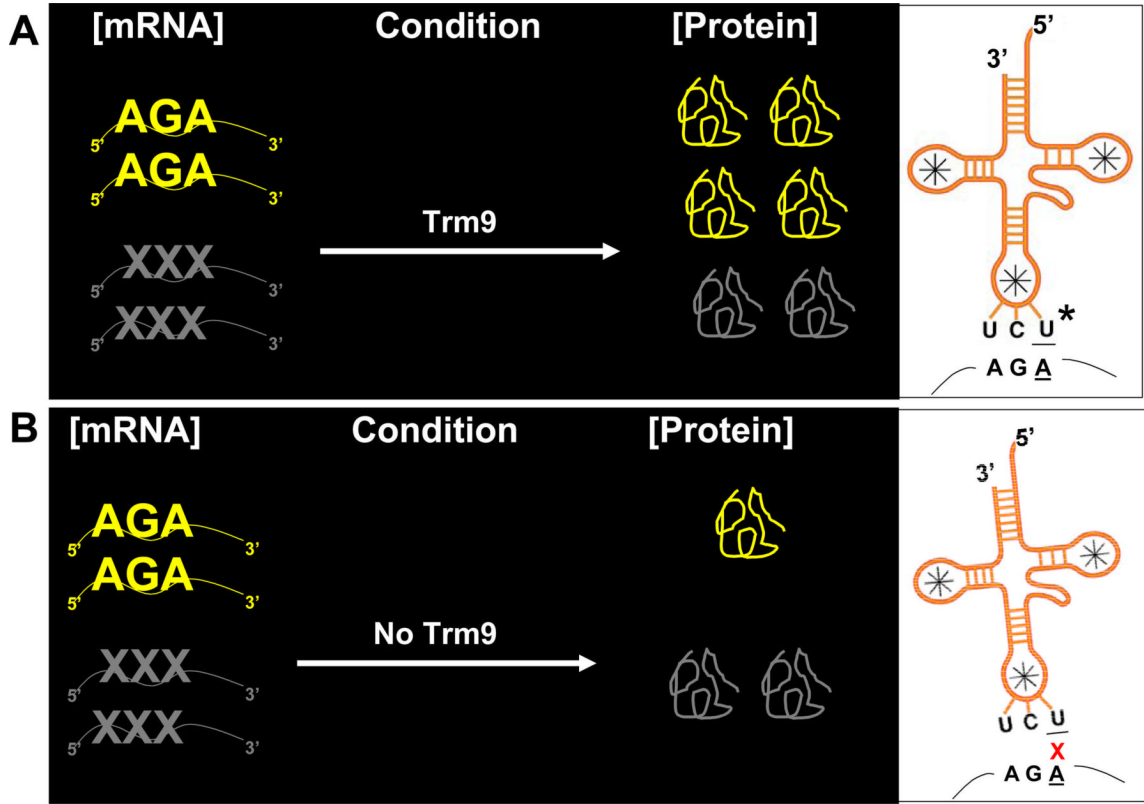 A
[mRNA] Condition [Protein]
AGA
5’ 3’
AGA
5’ 3’
Trm9
XXX
5’ 3’
XXX
5’ 3’
5’
3’
U C U*
A G A
B
[mRNA] Condition [Protein]
AGA
5’ 3’
AGA
5’ 3’
No Trm9
XXX
5’ 3’
XXX
5’ 3’
5’
3’
U C U
X
A G A